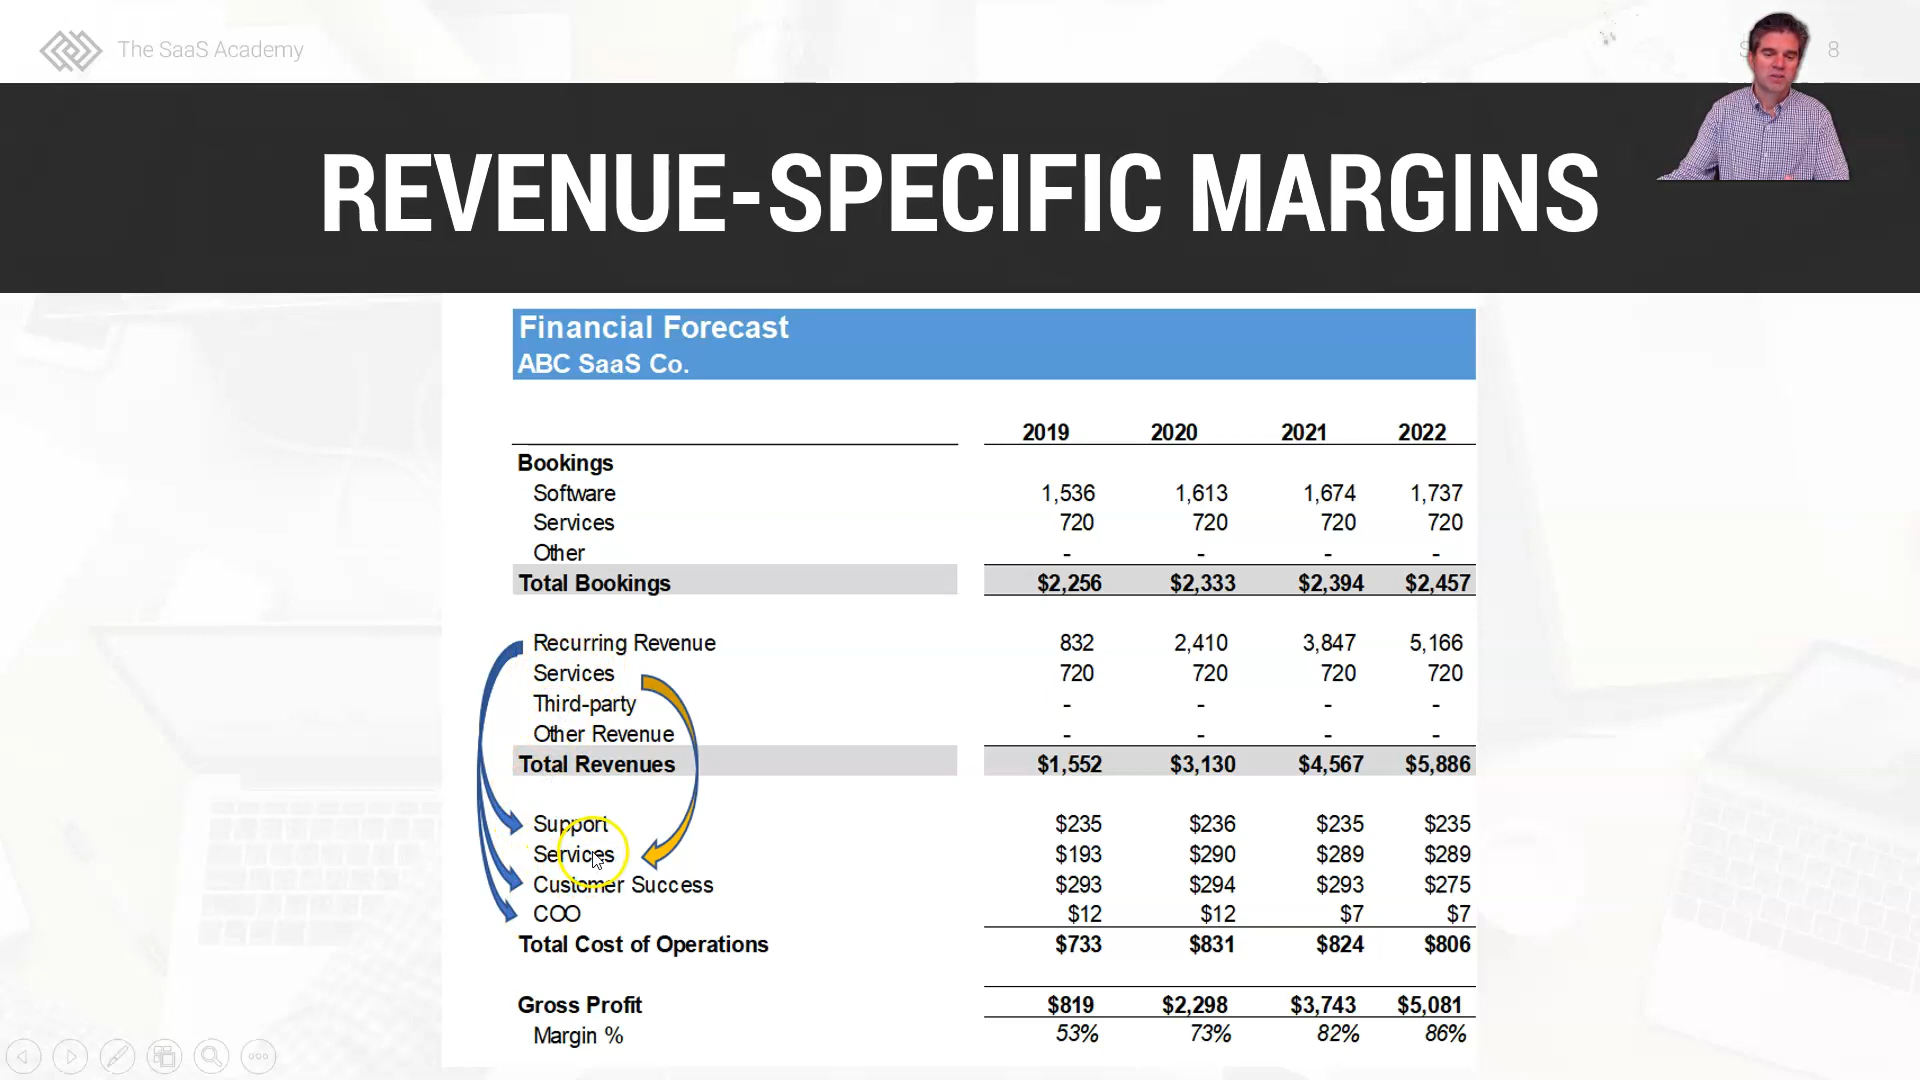 The SaaS Academy
8
REVENUE-SPECIFIC MARGINS
Financial Forecast
ABC SaaS Co.
2019 2020 2021 2022
Bookings
Software 1,536 1,613 1,674 1,737
Services 720 720 720 720
Other - - - -
Total Bookings $2,256 $2,333 $2,394 $2,457
Recurring Revenue 832 2,410 3,847 5,166
Services 720 720 720 720
Third-party - - - -
Other Revenue - - - -
Total Revenues $1,552 $3,130 $4,567 $5,886
Support $235 $236 $235 $235
Services $193 $290 $289 $289
Customer Success $293 $294 $293 $275
COO $12 $12 $7 $7
Total Cost of Operations $733 $831 $824 $806
Gross Profit $819 $2,298 $3,743 $5,081
Margin % 53% 73% 82% 86%